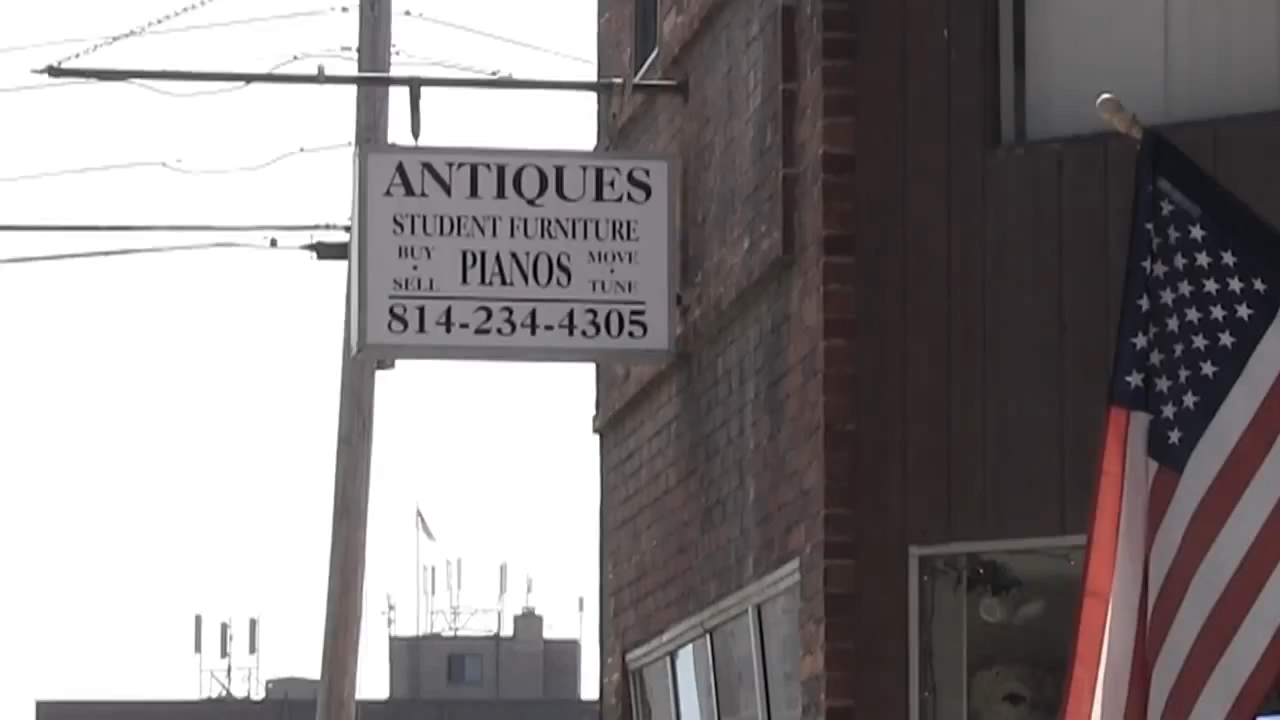 ANTIQUES
STUDENT FURNITURE
BUY · SELL
PIANOS
MOVE · TUNE
814-234-4305